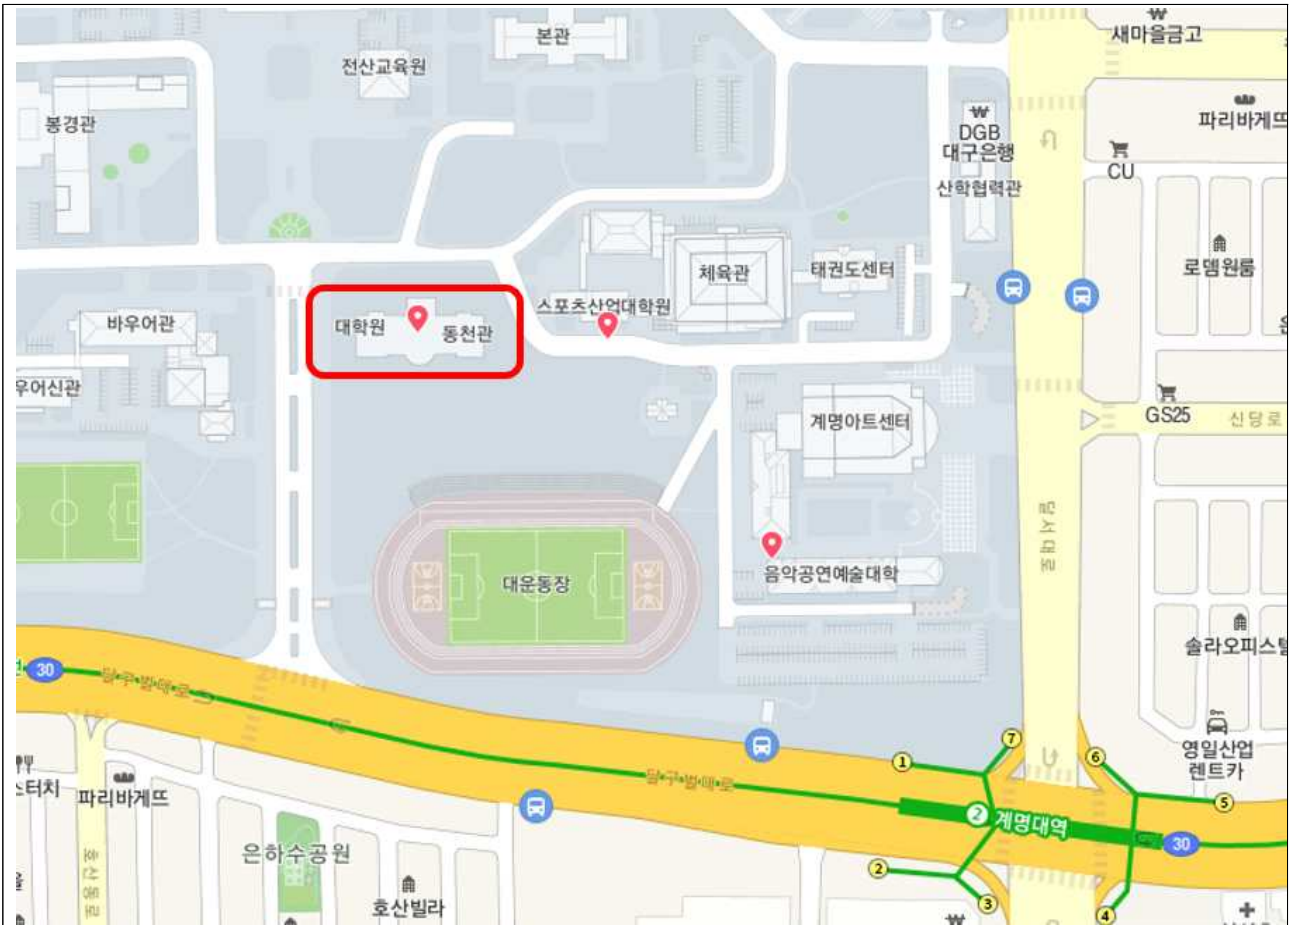 본관
₩
새마을금고
전산교육원
봉경관
₩
DGB
대구은행
산학협력관
파리바게뜨
CU
로뎀원룸
체육관
태권도센터
스포츠산업대학원
바우어관
대학원
동천관
우어신관
계명아트센터
GS25
신당로
달서대로
대운동장
음악공연예술대학
솔라오피스텔
30
달구벌대로
영일산업
렌트카
1
7
6
5
스터치
파리바게뜨
달구벌대로
2
계명대역
30
호산동로
은하수공원
호산빌라
2
3
4
₩